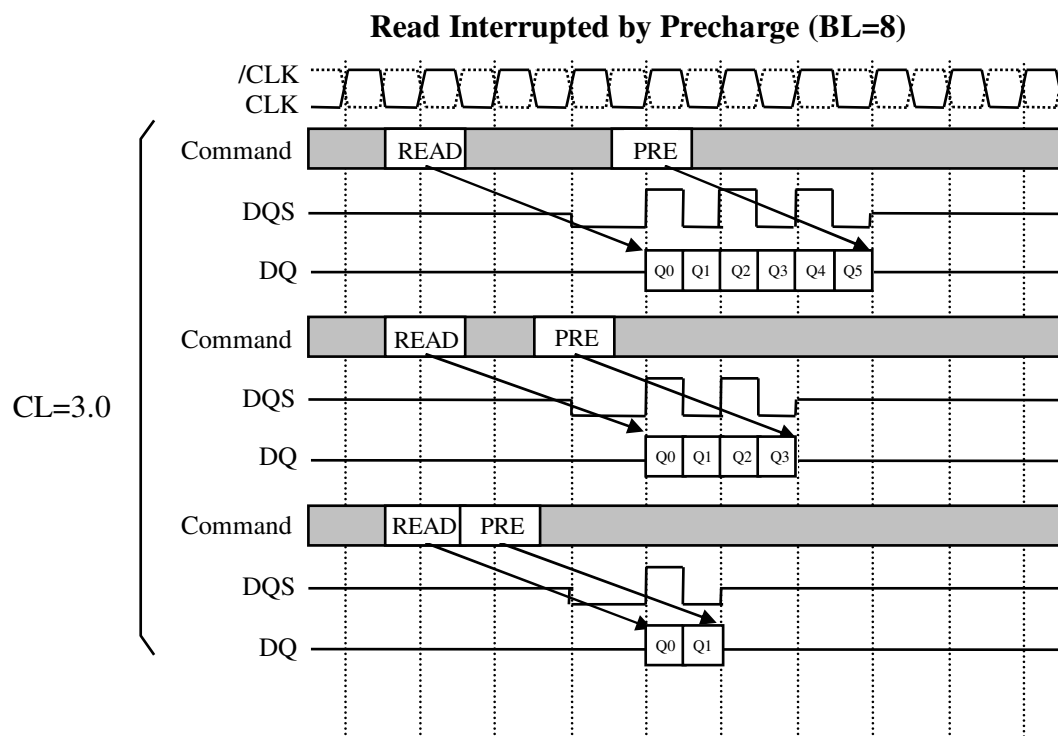 Read Interrupted by Precharge (BL=8)
/CLK
CLK
Command READ PRE
DQS
DQ Q0 Q1 Q2 Q3 Q4 Q5
Command READ PRE
CL=3.0
DQS
DQ Q0 Q1 Q2 Q3
Command READ PRE
DQS
DQ Q0 Q1